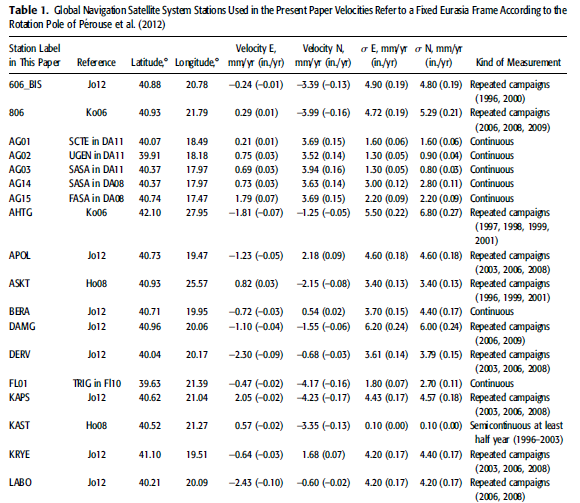 Table 1. Global Navigation Satellite System Stations Used in the Present Paper Velocities Refer to a Fixed Eurasia Frame According to the
Rotation Pole of Pérouse et al. (2012)
Station Label Velocity E, Velocity N, σ E, mm/yr σ N, mm/yr
in This Paper Reference Latitude,° Longitude,° mm/yr (in./yr) mm/yr (in./yr) (in./yr) (in./yr) Kind of Measurement
606_BIS Jo12 40.88 20.78 −0.24 (−0.01) −3.39 (−0.13) 4.90 (0.19) 4.80 (0.19) Repeated campaigns
(1996, 2000)
806 Ko06 40.93 21.79 0.29 (0.01) −3.99 (−0.16) 4.72 (0.19) 5.29 (0.21) Repeated campaigns
(2006, 2008, 2009)
AG01 SCTE in DA11 40.07 18.49 0.21 (0.01) 3.69 (0.15) 1.60 (0.06) 1.60 (0.06) Continuous
AG02 UGEN in DA11 39.91 18.18 0.75 (0.03) 3.52 (0.14) 1.30 (0.05) 0.90 (0.04) Continuous
AG03 SASA in DA11 40.37 17.97 0.69 (0.03) 3.94 (0.16) 1.30 (0.05) 0.80 (0.03) Continuous
AG14 SASA in DA08 40.37 17.97 0.73 (0.03) 3.63 (0.14) 3.00 (0.12) 2.80 (0.11) Continuous
AG15 FASA in DA08 40.74 17.47 1.79 (0.07) 3.69 (0.15) 2.20 (0.09) 2.20 (0.09) Continuous
AHTG Ko06 42.10 27.95 −1.81 (−0.07) −1.25 (−0.05) 5.50 (0.22) 6.80 (0.27) Repeated campaigns
(1997, 1998, 1999,
2001)
APOL Jo12 40.73 19.47 −1.23 (−0.05) 2.18 (0.09) 4.60 (0.18) 4.60 (0.18) Repeated campaigns
(2003, 2006, 2008)
ASKT Ho08 40.93 25.57 0.82 (0.03) −2.15 (−0.08) 3.40 (0.13) 3.40 (0.13) Repeated campaigns
(1996, 1999, 2001)
BERA Jo12 40.71 19.95 −0.72 (−0.03) 0.54 (0.02) 3.70 (0.15) 4.40 (0.17) Continuous
DAMG Jo12 40.96 20.06 −1.10 (−0.04) −1.55 (−0.06) 6.20 (0.24) 6.00 (0.24) Repeated campaigns
(2006, 2009)
DERV Jo12 40.04 20.17 −2.30 (−0.09) −0.68 (−0.03) 3.61 (0.14) 3.79 (0.15) Repeated campaigns
(2003, 2006, 2008)
FL01 TRIG in Fl10 39.63 21.39 −0.47 (−0.02) −4.17 (−0.16) 1.80 (0.07) 2.70 (0.11) Continuous
KAPS Jo12 40.62 21.04 2.05 (−0.02) −4.23 (−0.17) 4.43 (0.17) 4.57 (0.18) Repeated campaigns
(2003, 2006, 2008)
KAST Ho08 40.52 21.27 0.57 (−0.02) −3.35 (−0.13) 0.10 (0.00) 0.10 (0.00) Semicontinuous at least
half year (1996–2003)
KRYE Jo12 41.10 19.51 −0.64 (−0.03) 1.68 (0.07) 4.20 (0.17) 4.40 (0.17) Repeated campaigns
(2003, 2006, 2008)
LABO Jo12 40.21 20.09 −2.43 (−0.10) −0.60 (−0.02) 4.20 (0.17) 4.20 (0.17) Repeated campaigns
(2006, 2008)